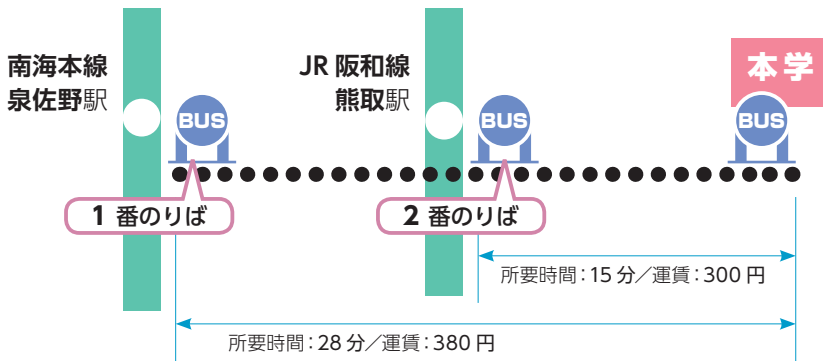 南海本線
泉佐野駅
JR 阪和線
熊取駅
本学
BUS
BUS
BUS
1 番のりば
2 番のりば
所要時間：15 分／運賃：300 円
所要時間：28 分／運賃：380 円